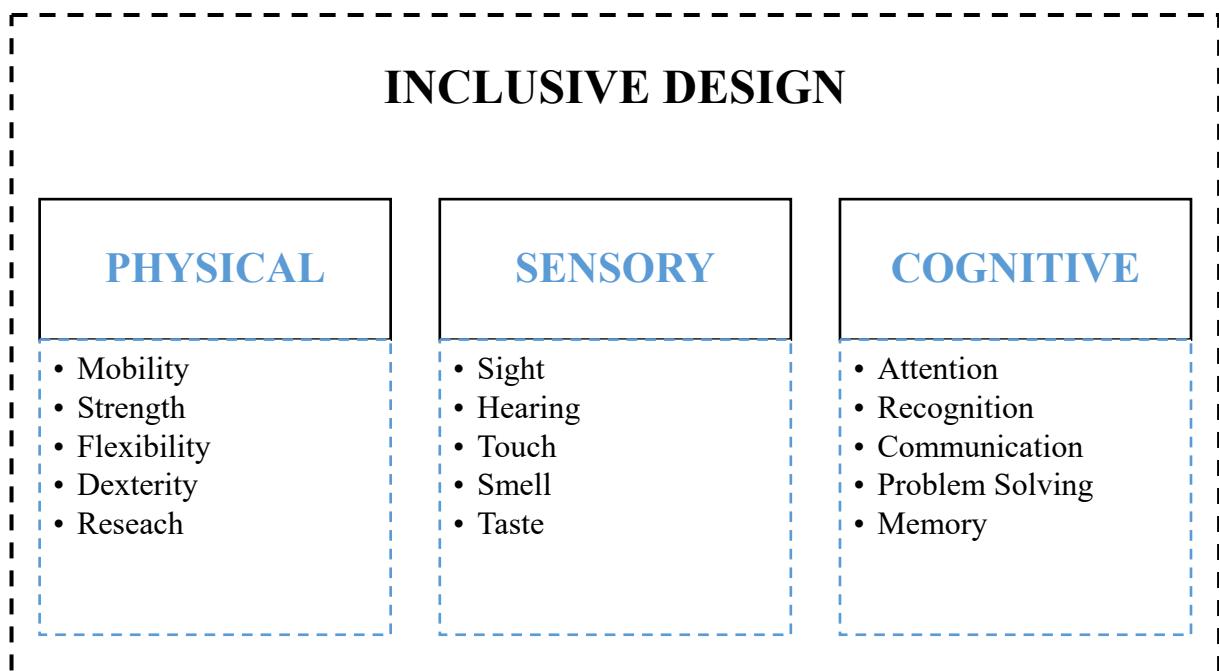 INCLUSIVE DESIGN
PHYSICAL
• Mobility
• Strength
• Flexibility
• Dexterity
• Reseach
SENSORY
• Sight
• Hearing
• Touch
• Smell
• Taste
COGNITIVE
• Attention
• Recognition
• Communication
• Problem Solving
• Memory